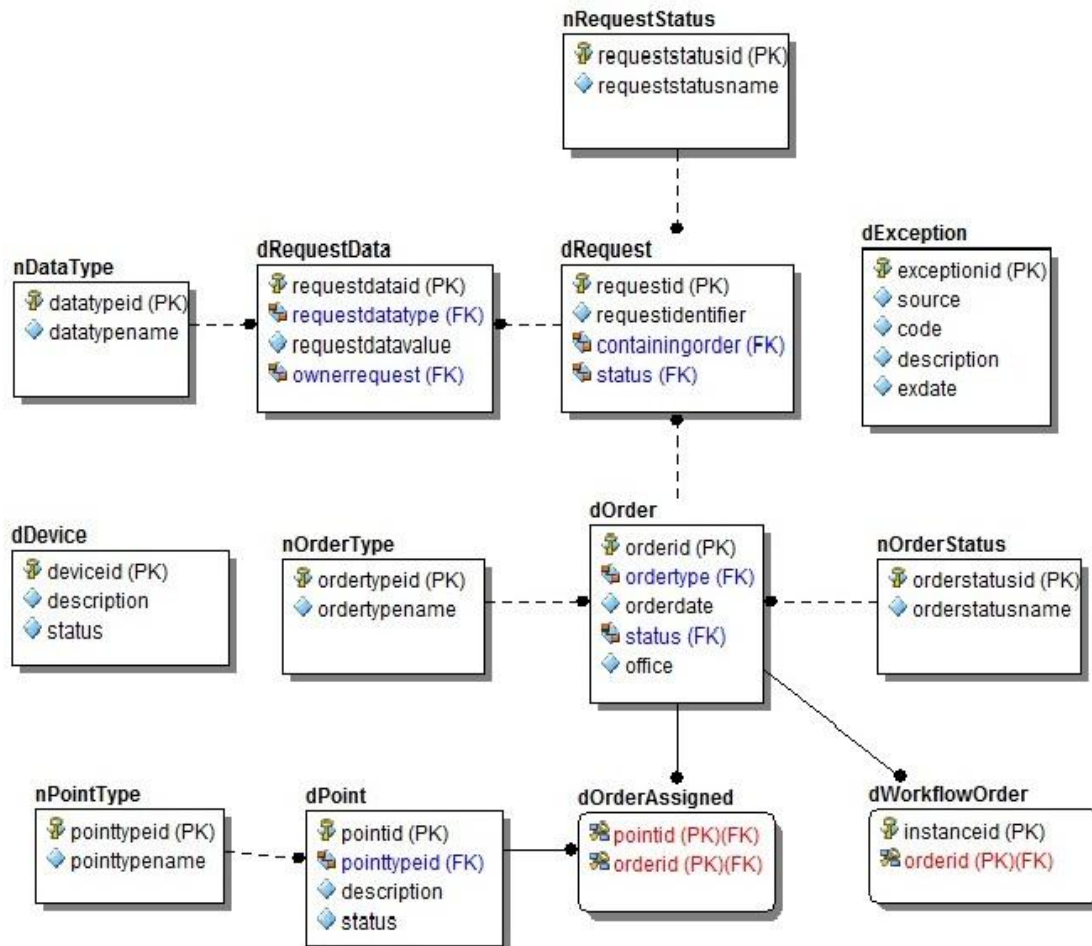 nRequestStatus
requeststatusid (PK)
requeststatusname
nDataType
datatypeid (PK)
datatypename
dRequestData
requestdataid (PK)
requestdatatype (FK)
requestdatavalue
ownerrequest (FK)
dRequest
requestid (PK)
requestidentifier
containingorder (FK)
status (FK)
dException
exceptionid (PK)
source
code
description
exdate
dDevice
deviceid (PK)
description
status
nOrderType
ordertypeid (PK)
ordertypename
dOrder
orderid (PK)
ordertype (FK)
orderdate
status (FK)
office
nOrderStatus
orderstatusid (PK)
orderstatusname
nPointType
pointtypeid (PK)
pointtypename
dPoint
pointid (PK)
pointtypeid (FK)
description
status
dOrderAssigned
pointid (PK)(FK)
orderid (PK)(FK)
dWorkflowOrder
instanceid (PK)
orderid (PK)(FK)